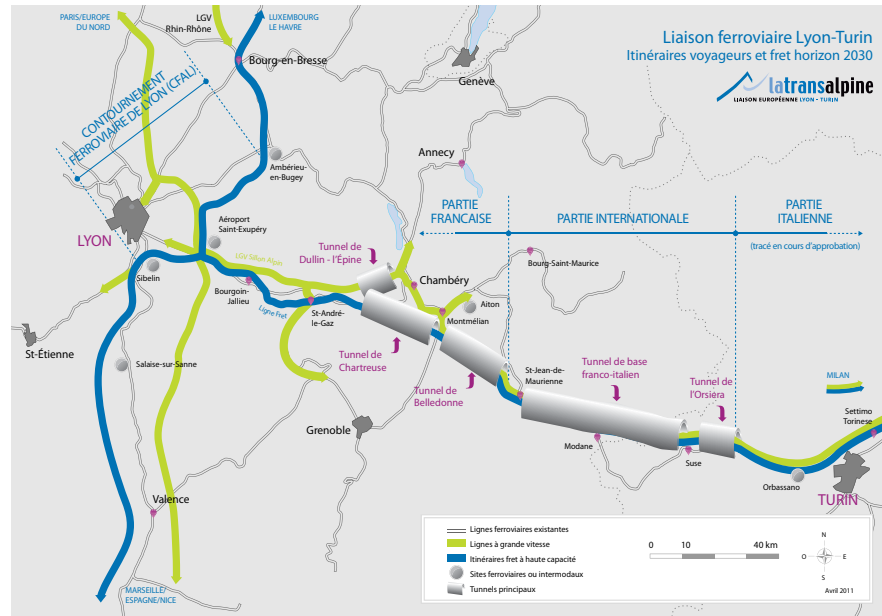 Liaison ferroviaire Lyon-Turin
Itinéraires voyageurs et fret horizon 2030
latransalpine
LIAISON EUROPÉENNE LYON - TURIN
PARIS/EUROPE
DU NORD
LGV
Rhin-Rhône
LUXEMBOURG
LE HAVRE
Bourg-en-Bresse
Genève
CONTOURNEMENT
FERROVIAIRE DE LYON (CFAL)
Ambérieu-
en-Bugey
Annecy
LYON
Aéroport
Saint-Exupéry
PARTIE
FRANCAISE
PARTIE INTERNATIONALE
PARTIE
ITALIENNE
(tracé en cours d'approbation)
Sibelin
LGV Sillon Alpin
Tunnel de
Dullin - l'Épine
Bourg-Saint-Maurice
Bourgoin-
Jallieu
Ligne Fret
St-André-
le-Gaz
Chambéry
Aiton
Montmélian
St-Étienne
Salaise-sur-Sanne
Tunnel de
Chartreuse
Tunnel de
Belledonne
St-Jean-de-
Maurienne
Tunnel de base
franco-italien
Tunnel de
l'Orsiéra
MILAN
Settimo
Torinese
Grenoble
Modane
Suse
Orbassano
TURIN
Valence
MARSEILLE/
ESPAGNE/NICE
Lignes ferroviaires existantes
Lignes à grande vitesse
Itinéraires fret à haute capacité
Sites ferroviaires ou intermodaux
Tunnels principaux
0 10 40 km
N
O E
S
Avril 2011